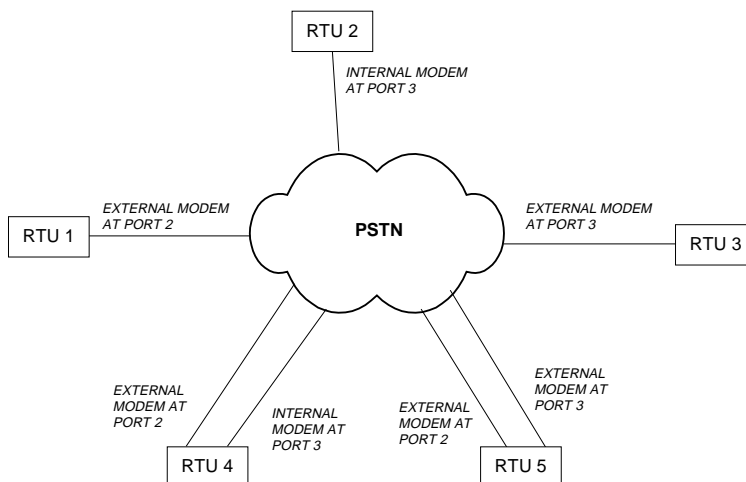 RTU 2
INTERNAL MODEM
AT PORT 3
EXTERNAL MODEM
AT PORT 2
RTU 1
PSTN
EXTERNAL MODEM
AT PORT 3
RTU 3
EXTERNAL
MODEM AT
PORT 2
INTERNAL
MODEM AT
PORT 3
EXTERNAL
MODEM AT
PORT 2
EXTERNAL
MODEM AT
PORT 3
RTU 4
RTU 5